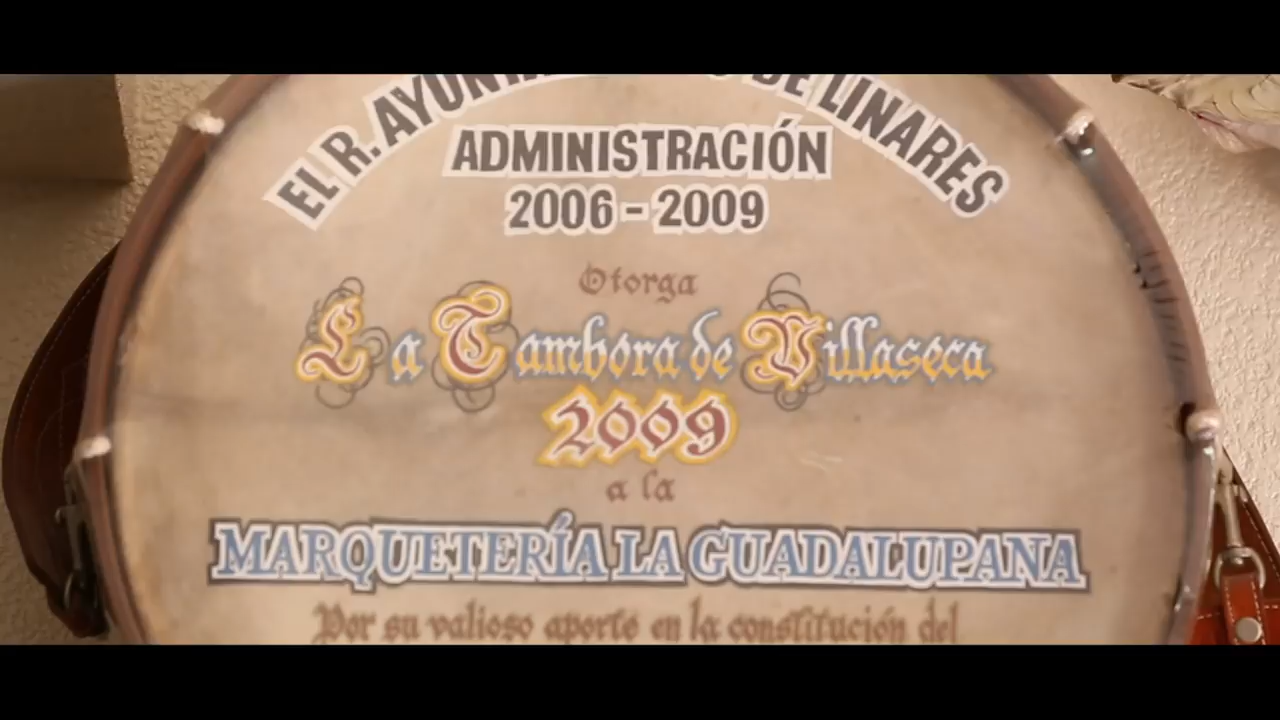 EL R. DE LINARES
ADMINISTRACIÓN
2006 - 2009
Otorga
La Tambora de Villaseca
2009
a la
MARQUETERÍA LA GUADALUPANA
Por su valioso aporte en la constitución del